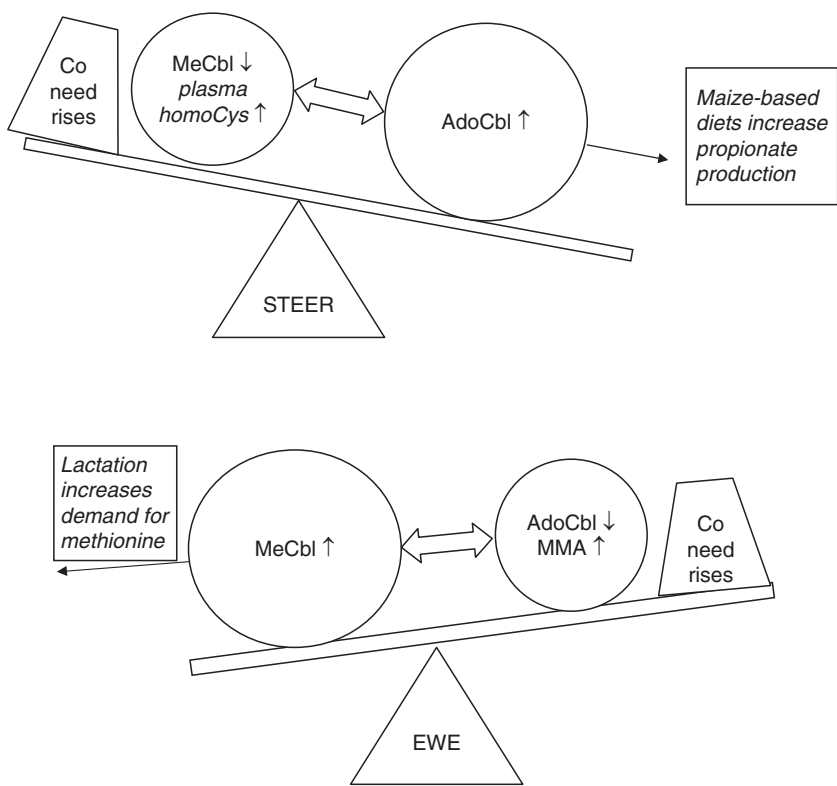 Co
need
rises
MeCbl ↓
plasma
homoCys ↑
AdoCbl ↑
Maize-based
diets increase
propionate
production
STEER
Lactation
increases
demand for
methionine
MeCbl ↑
AdoCbl ↓
MMA ↑
Co
need
rises
EWE